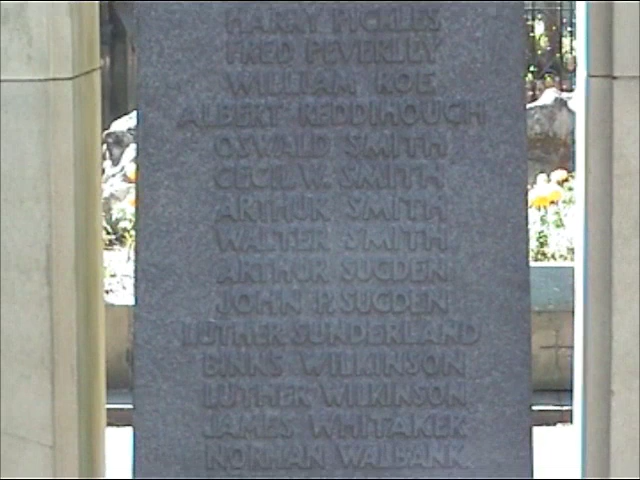 HARRY PICKLES
FRED PEVERLEY
WILLIAM ROE
ALBERT REDDIHOUGH
OSWALD SMITH
CECIL W. SMITH
ARTHUR SMITH
WALTER SMITH
ARTHUR SUGDEN
JOHN P. SUGDEN
LUTHER SUNDERLAND
BINNS WILKINSON
LUTHER WILKINSON
JAMES WHITAKER
NORMAN WALBANK